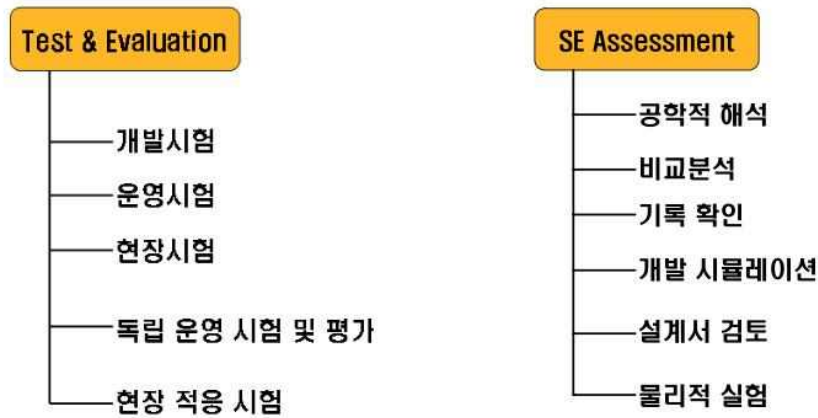 Test & Evaluation
개발시험
운영시험
현장시험
독립 운영 시험 및 평가
현장 적응 시험
SE Assessment
공학적 해석
비교분석
기록 확인
개발 시뮬레이션
설계서 검토
물리적 실험